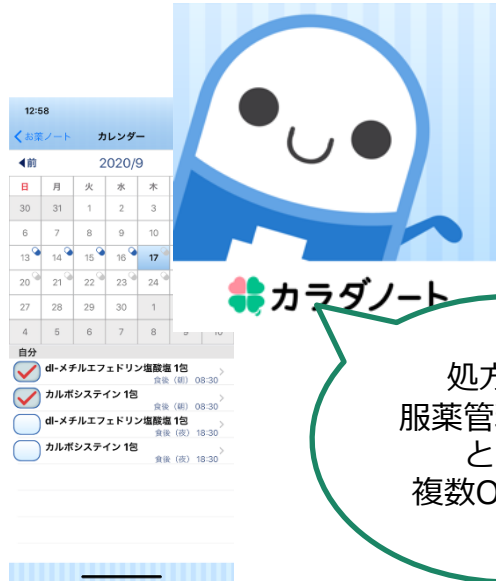 12:58
お薬ノート カレンダー
前 2020/9
日 月 火 水 木
30 31 1 2 3
6 7 8 9 10
13 14 15 16 17
20 21 22 23 24
27 28 29 30 1
4 5 6 7 8 9 10
カラダノート
自分
dl-メチルエフェドリン塩酸塩 1包
食後（朝） 08:30
カルボシステイン 1包
食後（朝） 08:30
dl-メチルエフェドリン塩酸塩 1包
食後（夜） 18:30
カルボシステイン 1包
食後（夜） 18:30
処方
服薬管
と
複数O